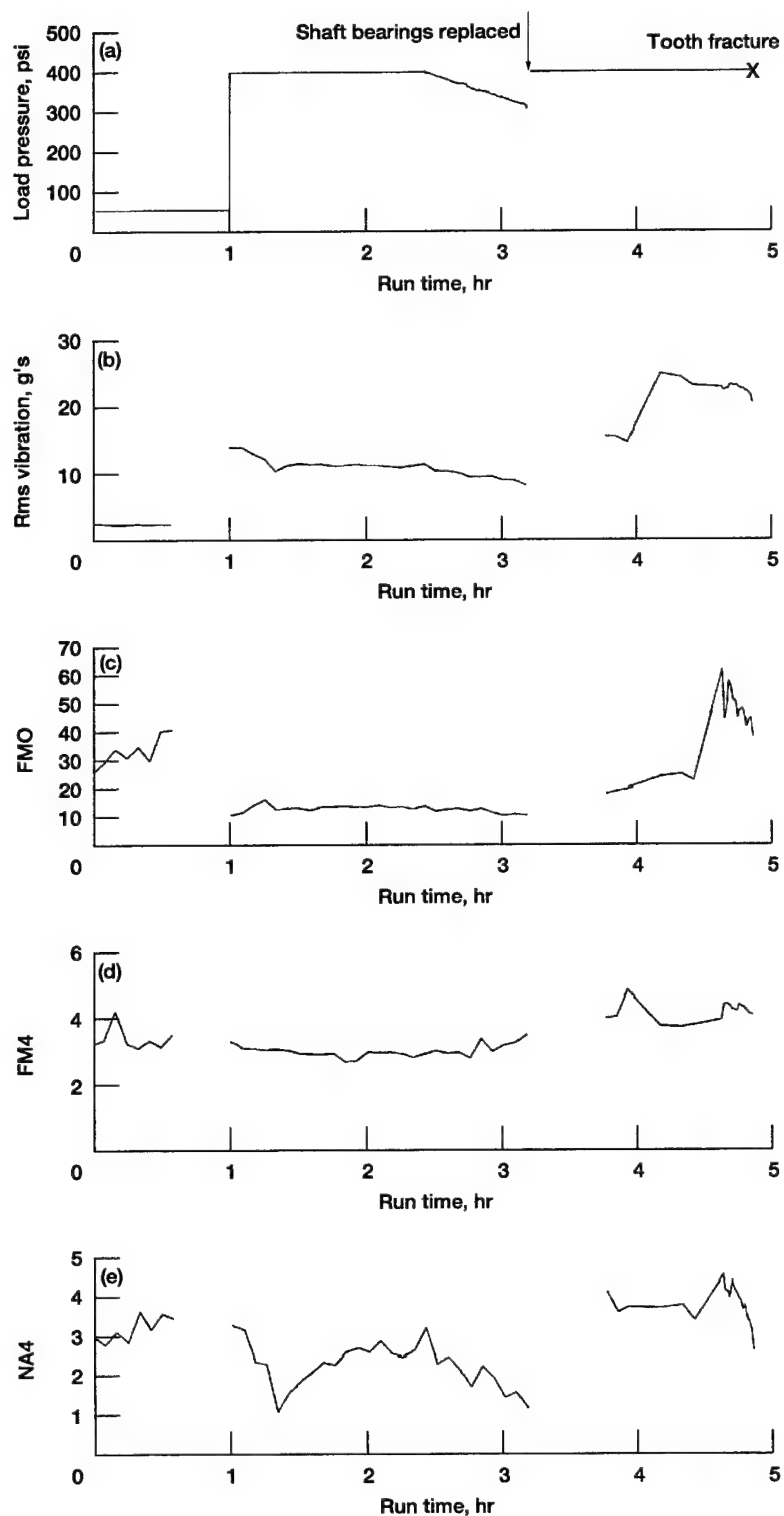 Shaft bearings replaced
Tooth fracture
X
(a)
500
400
300
200
100
0
1
2
3
4
5
Load pressure, psi
Run time, hr
(b)
30
20
10
0
1
2
3
4
5
Rms vibration, g's
Run time, hr
(c)
70
60
50
40
30
20
10
0
1
2
3
4
5
FMO
Run time, hr
(d)
6
4
2
0
1
2
3
4
5
FM4
Run time, hr
(e)
5
4
3
2
1
0
1
2
3
4
5
NA4
Run time, hr